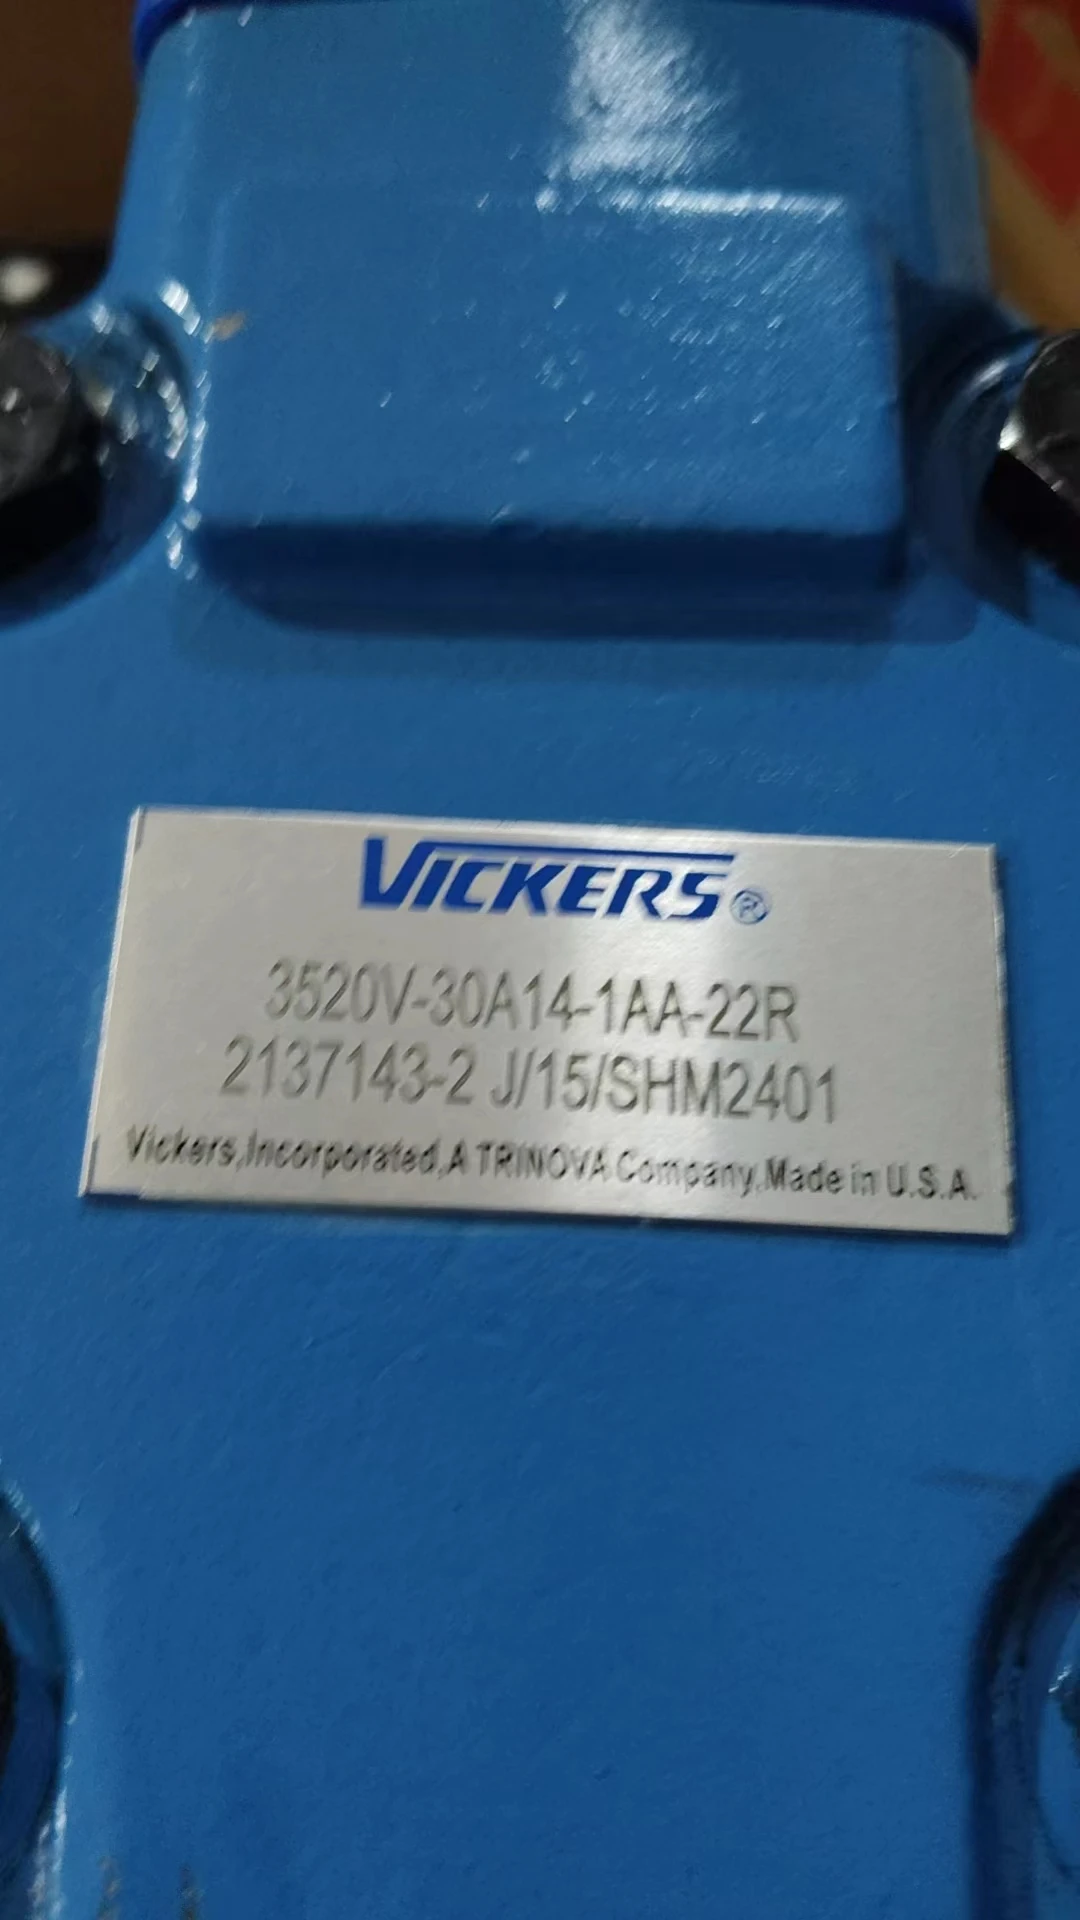 VICKERS®
3520V-30A14-1AA-22R
2137143-2 J/15/SHM2401
Vickers,Incorporated,A TRINOVA Company,Made in U.S.A.